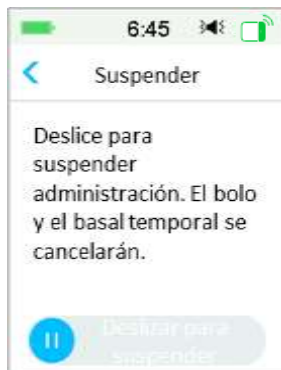 6:45
Suspender
Deslice para
suspender
administración. El bolo
y el basal temporal se
cancelarán.
Deslizar para
suspender